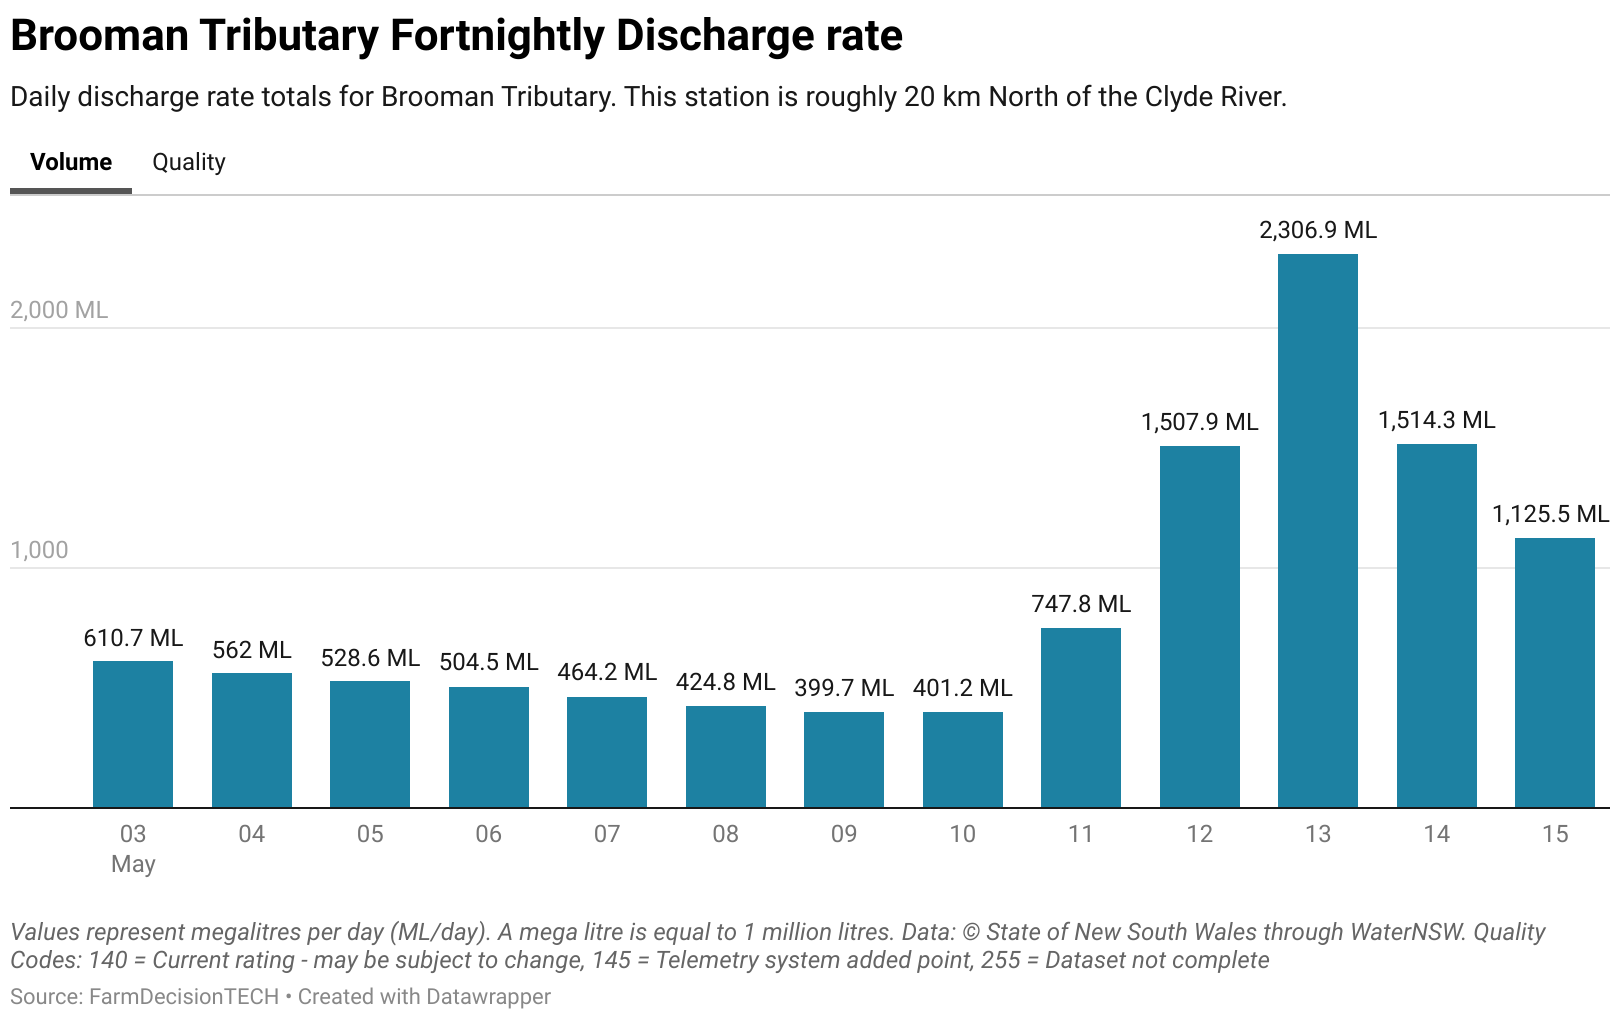 Brooman Tributary Fortnightly Discharge rate
Daily discharge rate totals for Brooman Tributary. This station is roughly 20 km North of the Clyde River.
Volume Quality
2,306.9 ML
2,000 ML
1,507.9 ML 1,514.3 ML
1,125.5 ML
1,000
747.8 ML
610.7 ML 562 ML 528.6 ML 504.5 ML 464.2 ML 424.8 ML 399.7 ML 401.2 ML
03 04 05 06 07 08 09 10 11 12 13 14 15
May
Values represent megalitres per day (ML/day). A mega litre is equal to 1 million litres. Data: © State of New South Wales through WaterNSW. Quality
Codes: 140 = Current rating - may be subject to change, 145 = Telemetry system added point, 255 = Dataset not complete
Source: FarmDecisionTECH • Created with Datawrapper